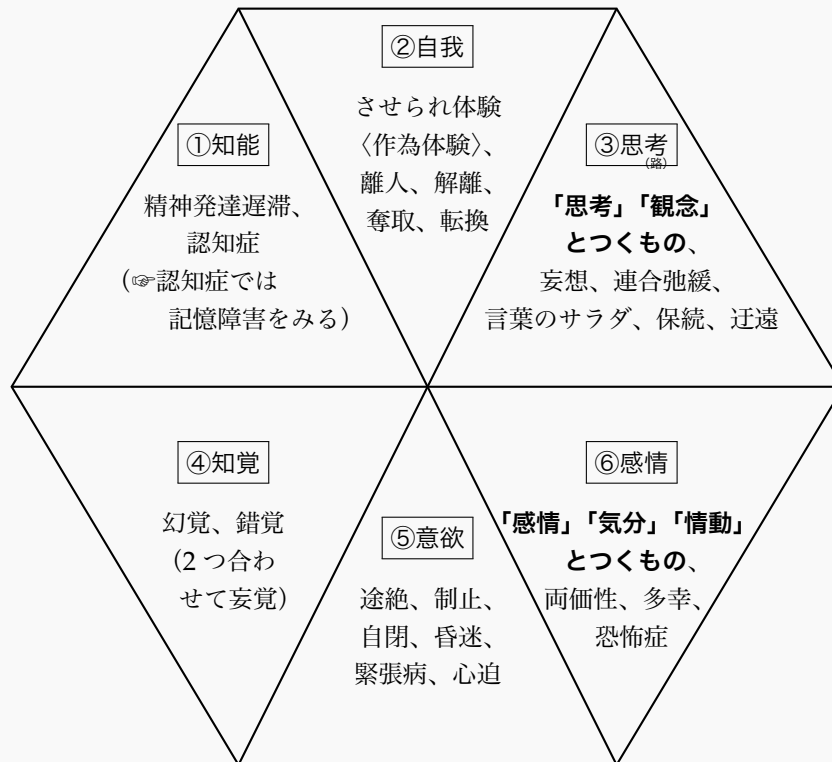 ①知能
精神発達遅滞、
認知症
(☞認知症では
記憶障害をみる)
②自我
させられ体験
〈作為体験〉、
離人、解離、
奪取、転換
③思考
(路)
「思考」「観念」
とつくもの、
妄想、連合弛緩、
言葉のサラダ、保続、迂遠
④知覚
幻覚、錯覚
(2つ合わ
せて妄覚)
⑤意欲
途絶、制止、
自閉、昏迷、
緊張病、心迫
⑥感情
「感情」「気分」「情動」
とつくもの、
両価性、多幸、
恐怖症